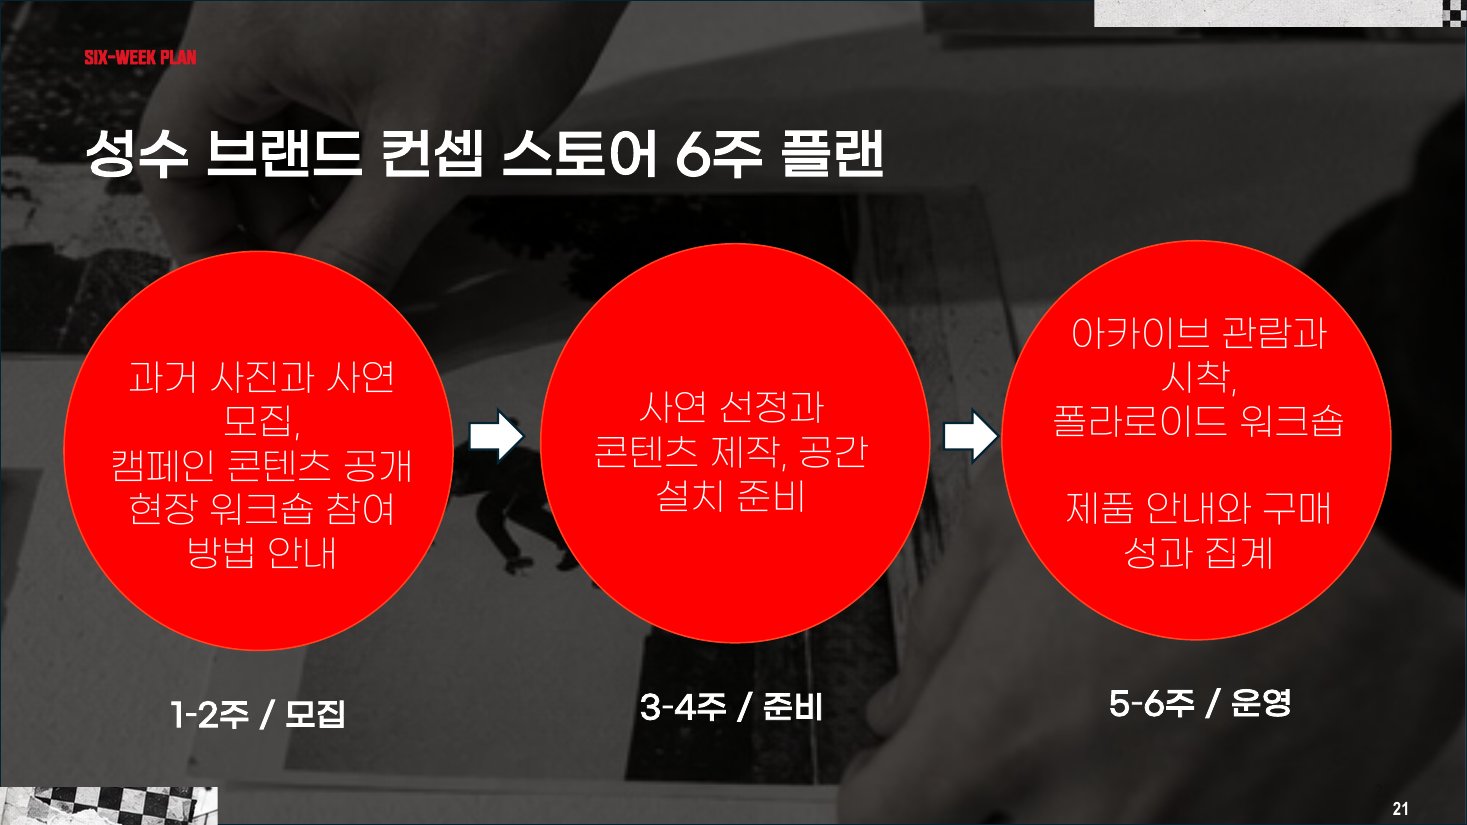 SIX-WEEK PLAN
성수 브랜드 컨셉 스토어 6주 플랜
과거 사진과 사연
모집,
캠페인 콘텐츠 공개
현장 워크숍 참여
방법 안내
사연 선정과
콘텐츠 제작, 공간
설치 준비
아카이브 관람과
시착,
폴라로이드 워크숍
제품 안내와 구매
성과 집계
1-2주 / 모집
3-4주 / 준비
5-6주 / 운영
21